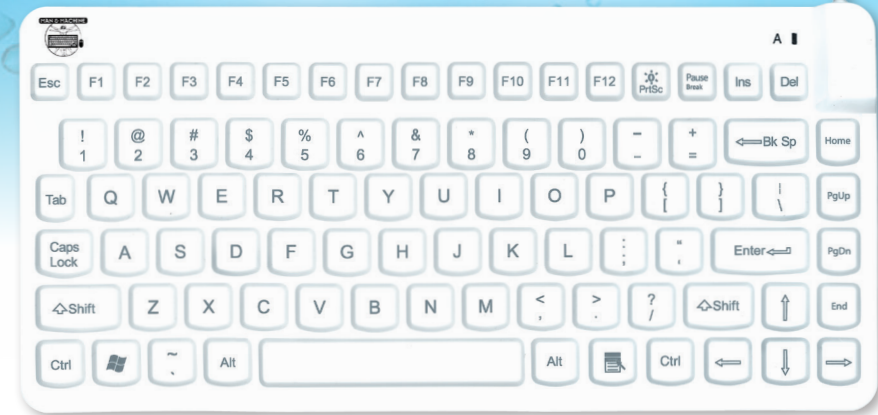 MAN & MACHINE
A
Esc F1 F2 F3 F4 F5 F6 F7 F8 F9 F10 F11 F12 PrtSc Pause Break Ins Del
! @ # $ % ^ & * ( ) – +
1 2 3 4 5 6 7 8 9 0 - = Bk Sp Home
Tab Q W E R T Y U I O P { [ } ] | \ PgUp
Caps Lock A S D F G H J K L : ; " ' Enter PgDn
Shift Z X C V B N M < , > . ? / Shift ↑ End
Ctrl ~ ` Alt Alt Ctrl ← ↓ →